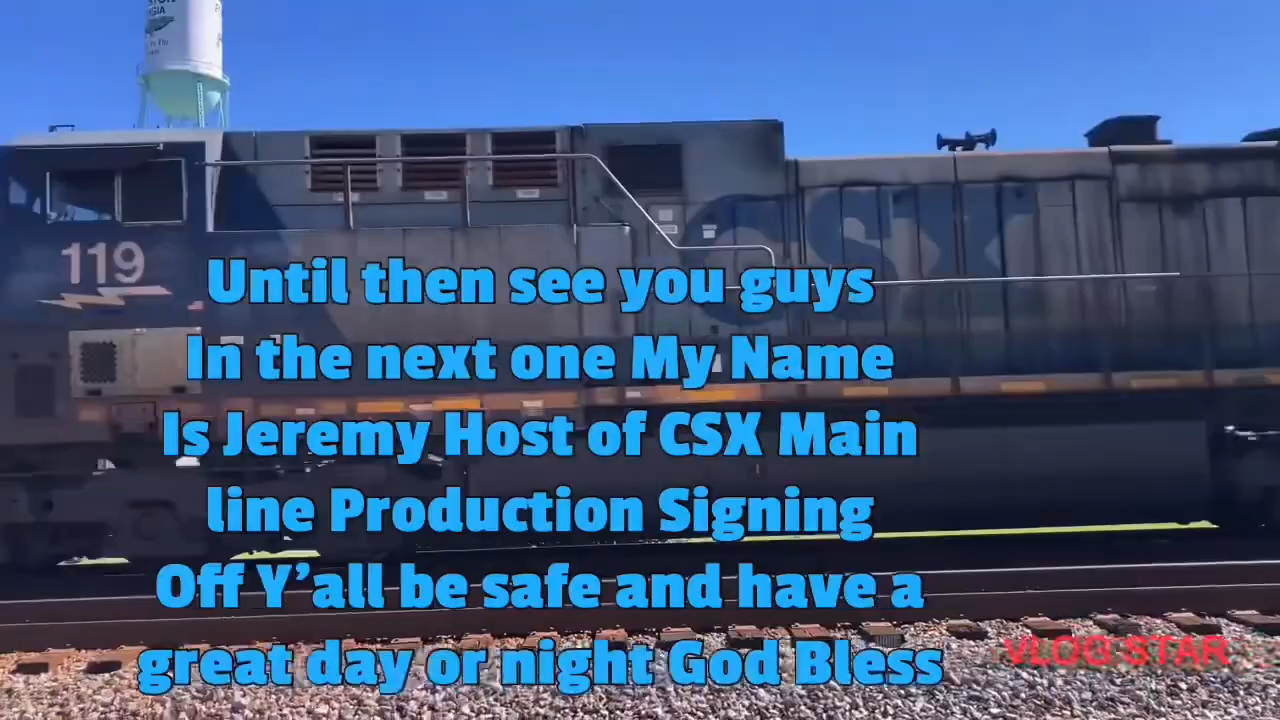 119
CSX
Until then see you guys
In the next one My Name
Is Jeremy Host of CSX Main
line Production Signing
Off Y'all be safe and have a
great day or night God Bless
VLOG STAR